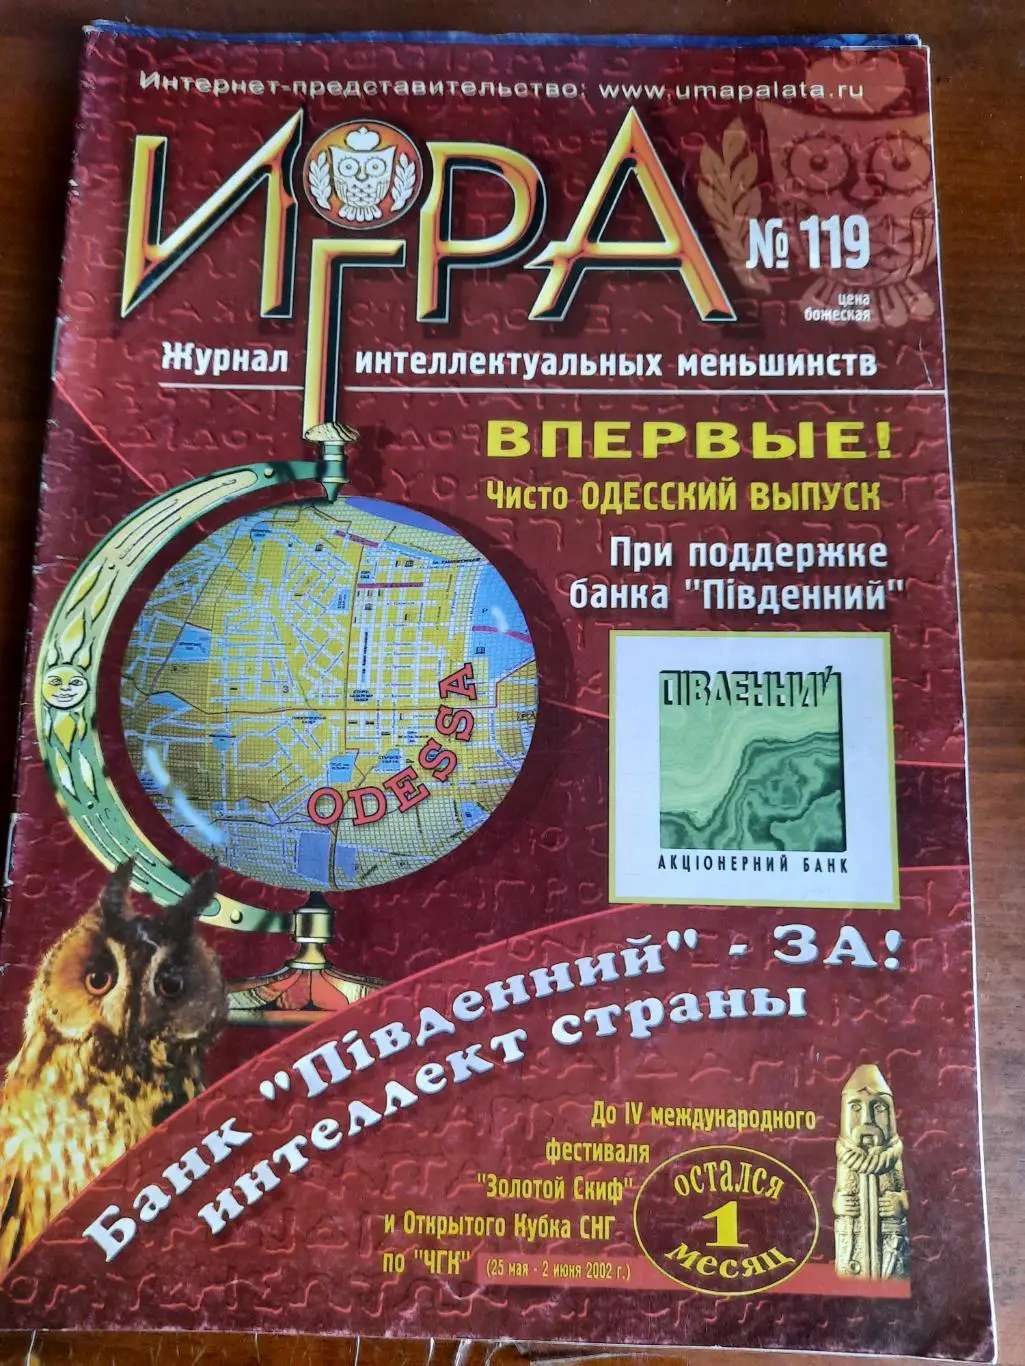 Интернет-представительство: www.umapalata.ru
ИГРА
№ 119
цена
божеская
Журнал интеллектуальных меньшинств
ВПЕРВЫЕ!
Чисто ОДЕССКИЙ ВЫПУСК
При поддержке
банка "Південний"
ПІВДЕННИЙ
АКЦІОНЕРНИЙ БАНК
ODESSA
Банк "Південний" - ЗА!
интеллект страны
До IV международного
фестиваля
"Золотой Скиф"
и Открытого Кубка СНГ
по "ЧГК" (25 мая - 2 июня 2002 г.)
ОСТАЛСЯ
1
МЕСЯЦ